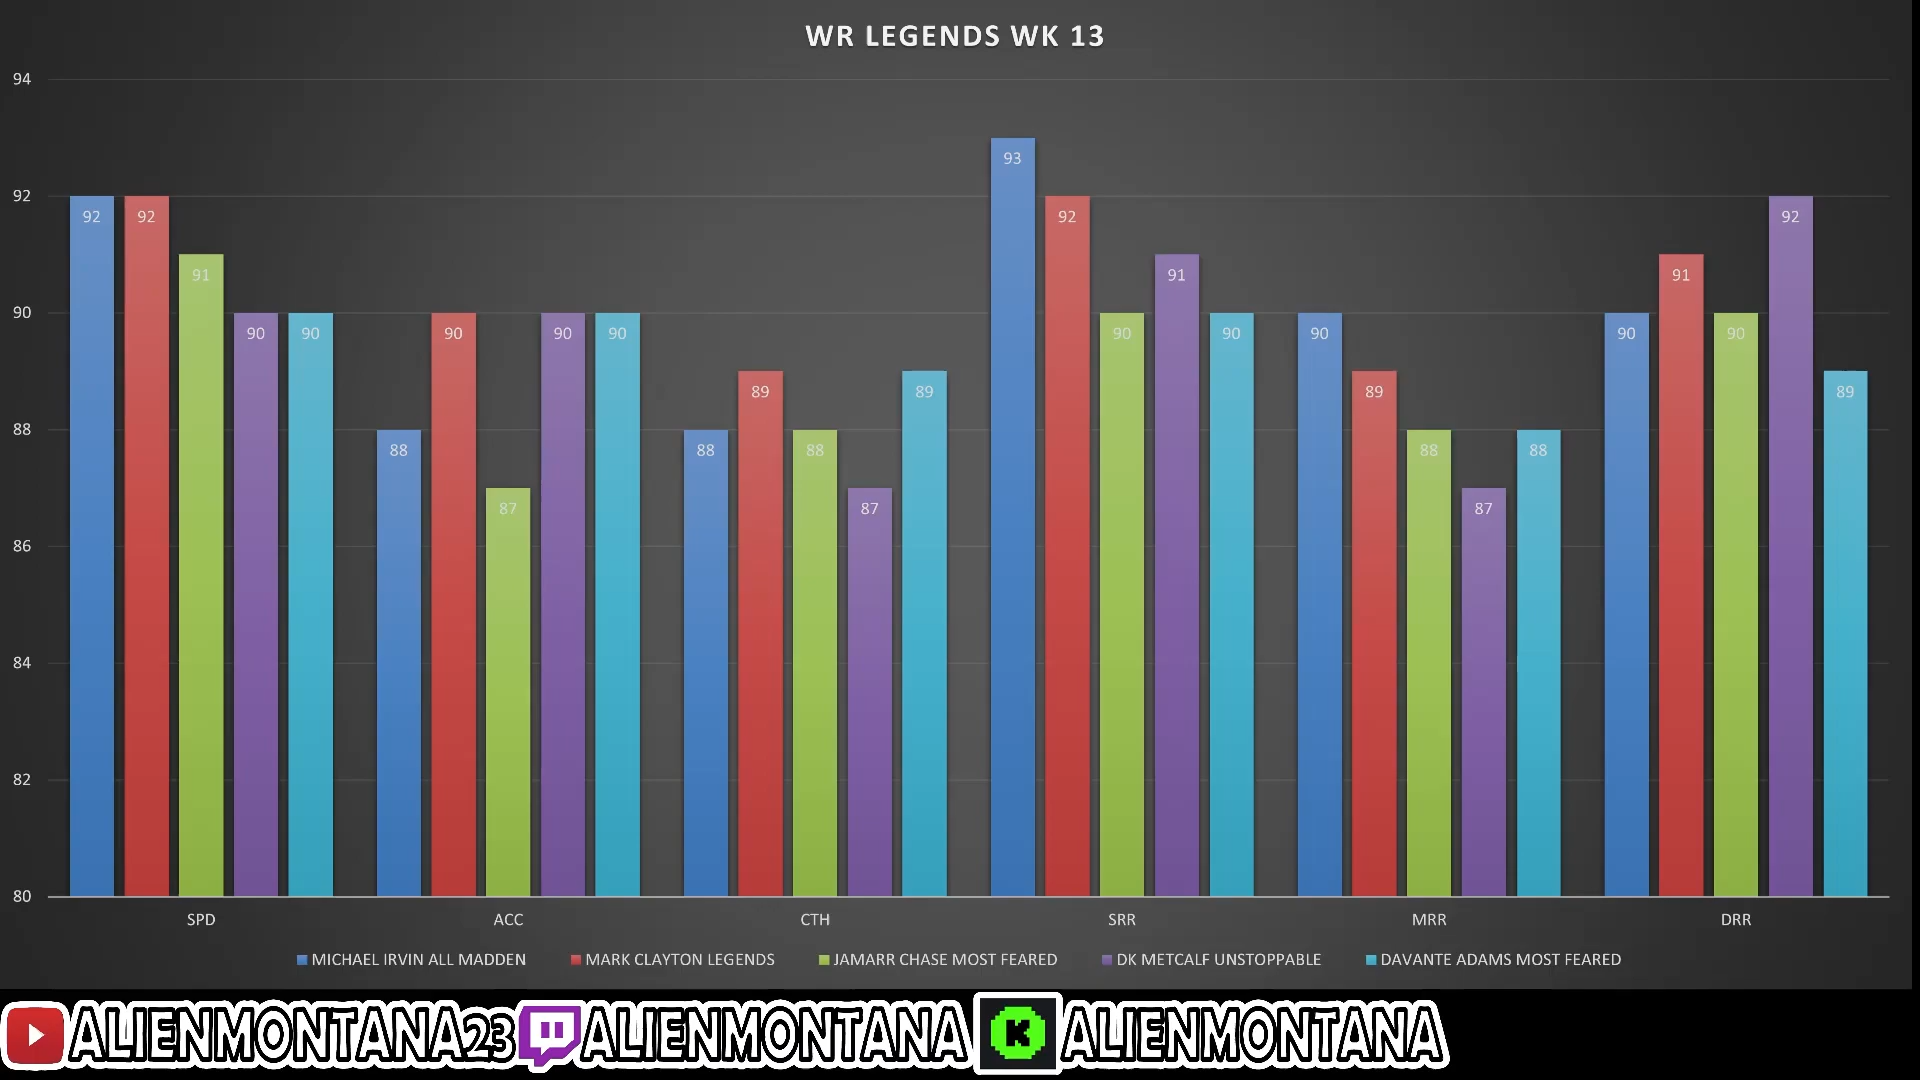 WR LEGENDS WK 13
94
92
90
88
86
84
82
80
92 92 91 90 90
88 90 87 90 90
88 89 88 87 89
93 92 90 91 90
90 89 88 87 88
90 91 90 92 89
SPD ACC CTH SRR MRR DRR
MICHAEL IRVIN ALL MADDEN MARK CLAYTON LEGENDS JAMARR CHASE MOST FEARED DK METCALF UNSTOPPABLE DAVANTE ADAMS MOST FEARED
ALIENMONTANA23 ALIENMONTANA K ALIENMONTANA